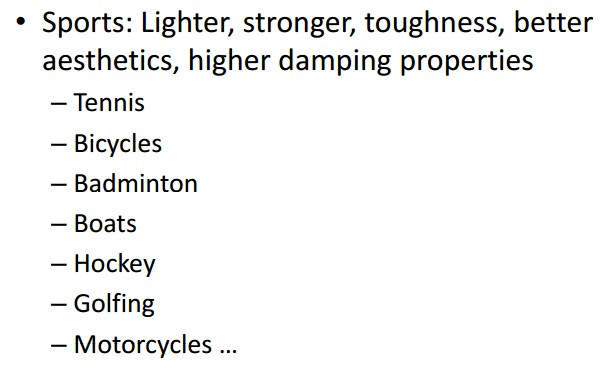 • Sports: Lighter, stronger, toughness, better
aesthetics, higher damping properties
– Tennis
– Bicycles
– Badminton
– Boats
– Hockey
– Golfing
– Motorcycles …